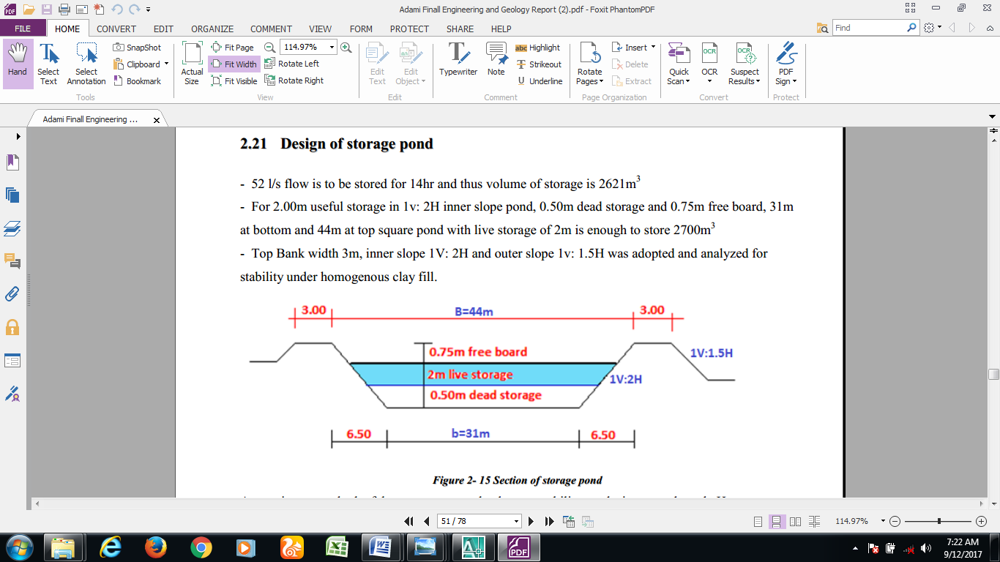 Adami Finall Engineering and Geology Report (2).pdf - Foxit PhantomPDF
PDF
FILE HOME CONVERT EDIT ORGANIZE COMMENT VIEW FORM PROTECT SHARE HELP
Find
Hand
Select Text
Select Annotation
SnapShot
Clipboard
Bookmark
Tools
Actual Size
Fit Page
Fit Width
Fit Visible
114.97%
Rotate Left
Rotate Right
View
Edit Text
Edit Object
Edit
Typewriter
Note
abc Highlight
T Strikeout
U Underline
Comment
Rotate Pages
Insert
Delete
Extract
Page Organization
Quick Scan
OCR
OCR
OCR
Suspect Results
Convert
PDF Sign
Protect
Adami Finall Engineering ... x
2.21 Design of storage pond
- 52 l/s flow is to be stored for 14hr and thus volume of storage is 2621m³
- For 2.00m useful storage in 1v: 2H inner slope pond, 0.50m dead storage and 0.75m free board, 31m
at bottom and 44m at top square pond with live storage of 2m is enough to store 2700m³
- Top Bank width 3m, inner slope 1V: 2H and outer slope 1v: 1.5H was adopted and analyzed for
stability under homogenous clay fill.
3.00 B=44m 3.00
0.75m free board
1V:1.5H
2m live storage
1V:2H
0.50m dead storage
6.50 b=31m 6.50
Figure 2- 15 Section of storage pond
51 / 78
114.97%
PDF
7:22 AM
9/12/2017